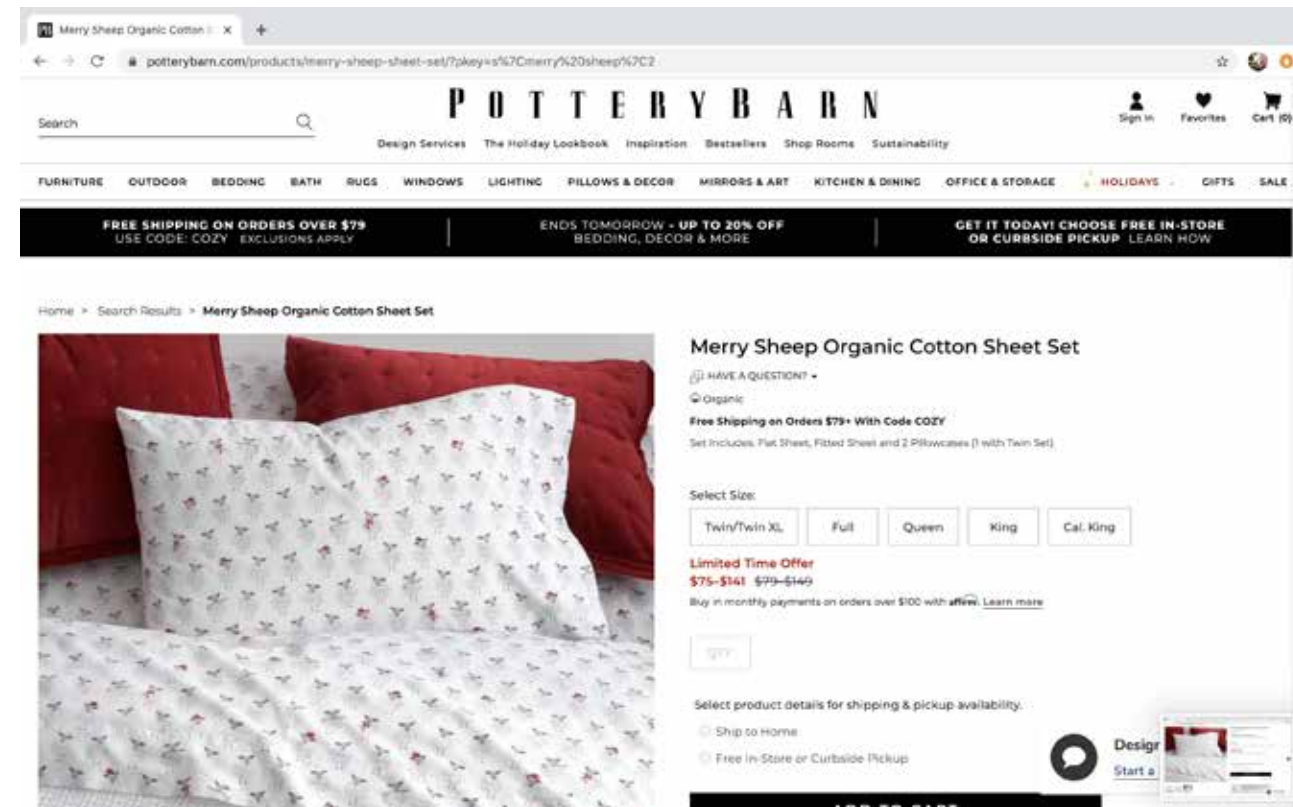 Merry Sheep Organic Cotton
potterybarn.com/products/merry-sheep-sheet-set/?pkey=s%7Cmerry%20sheep%7C2
Search
POTTERY BARN
Sign In
Favorites
Cart (0)
Design Services The Holiday Lookbook Inspiration Bestsellers Shop Rooms Sustainability
FURNITURE OUTDOOR BEDDING BATH RUGS WINDOWS LIGHTING PILLOWS & DECOR MIRRORS & ART KITCHEN & DINING OFFICE & STORAGE HOLIDAYS GIFTS SALE
FREE SHIPPING ON ORDERS OVER $79
USE CODE: COZY EXCLUSIONS APPLY
ENDS TOMORROW - UP TO 20% OFF
BEDDING, DECOR & MORE
GET IT TODAY! CHOOSE FREE IN-STORE
OR CURBSIDE PICKUP LEARN HOW
Home > Search Results > Merry Sheep Organic Cotton Sheet Set
Merry Sheep Organic Cotton Sheet Set
HAVE A QUESTION?
Organic
Free Shipping on Orders $79+ With Code COZY
Set Includes: Flat Sheet, Fitted Sheet and 2 Pillowcases (1 with Twin Set).
Select Size:
Twin/Twin XL Full Queen King Cal. King
Limited Time Offer
$75–$141 $79–$149
Buy in monthly payments on orders over $100 with affirm. Learn more
QTY
Select product details for shipping & pickup availability.
Ship to Home
Free In-Store or Curbside Pickup
Design
Start a
ADD TO CART